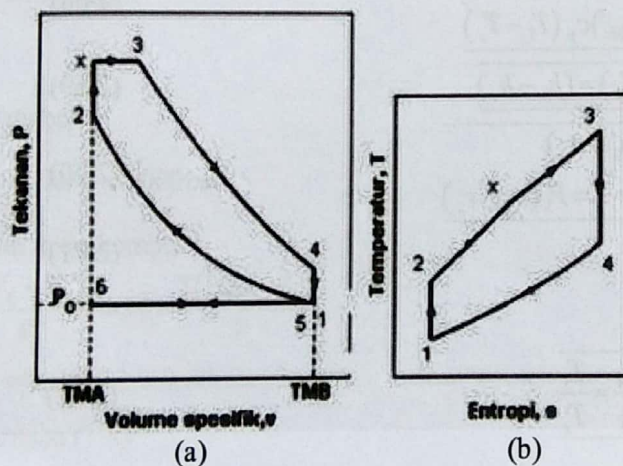 x
3
2
Tekanan, P
4
P₀
6
5
1
TMA
TMB
Volume spesifik,v
(a)
3
x
Temperatur, T
2
4
1
Entropi, s
(b)